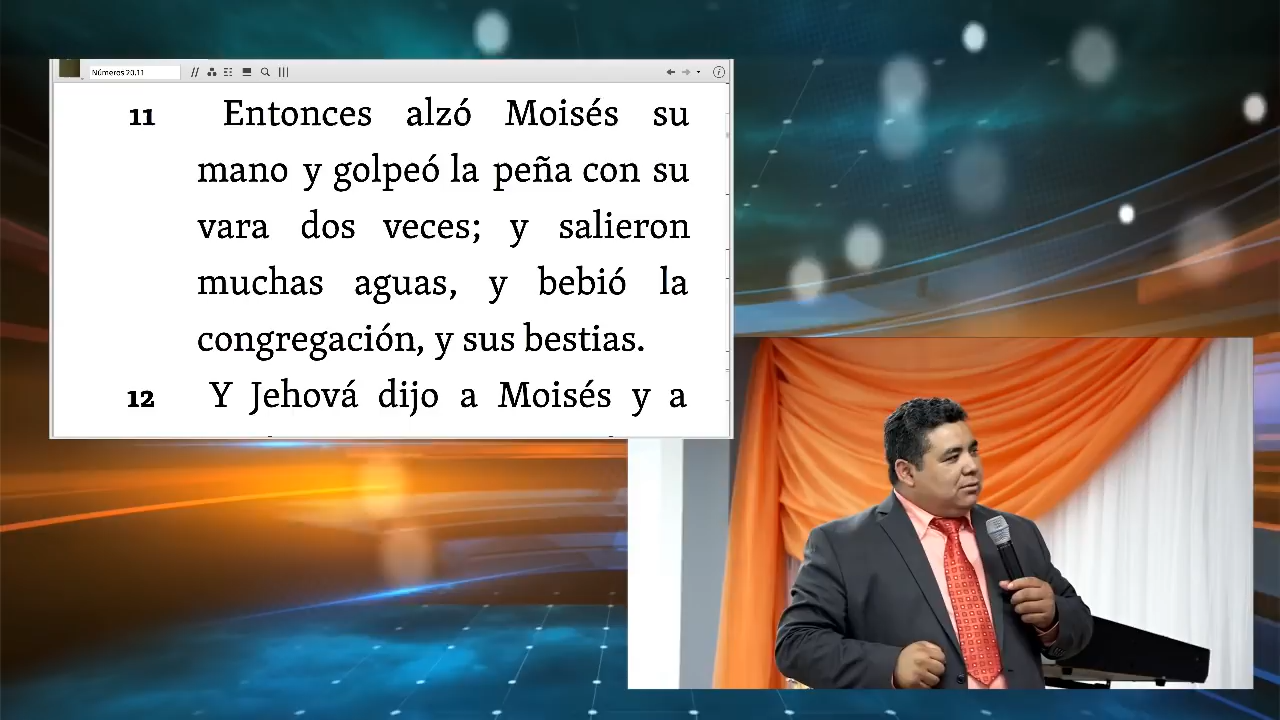 Números 20.11
11 Entonces alzó Moisés su
mano y golpeó la peña con su
vara dos veces; y salieron
muchas aguas, y bebió la
congregación, y sus bestias.
12 Y Jehová dijo a Moisés y a